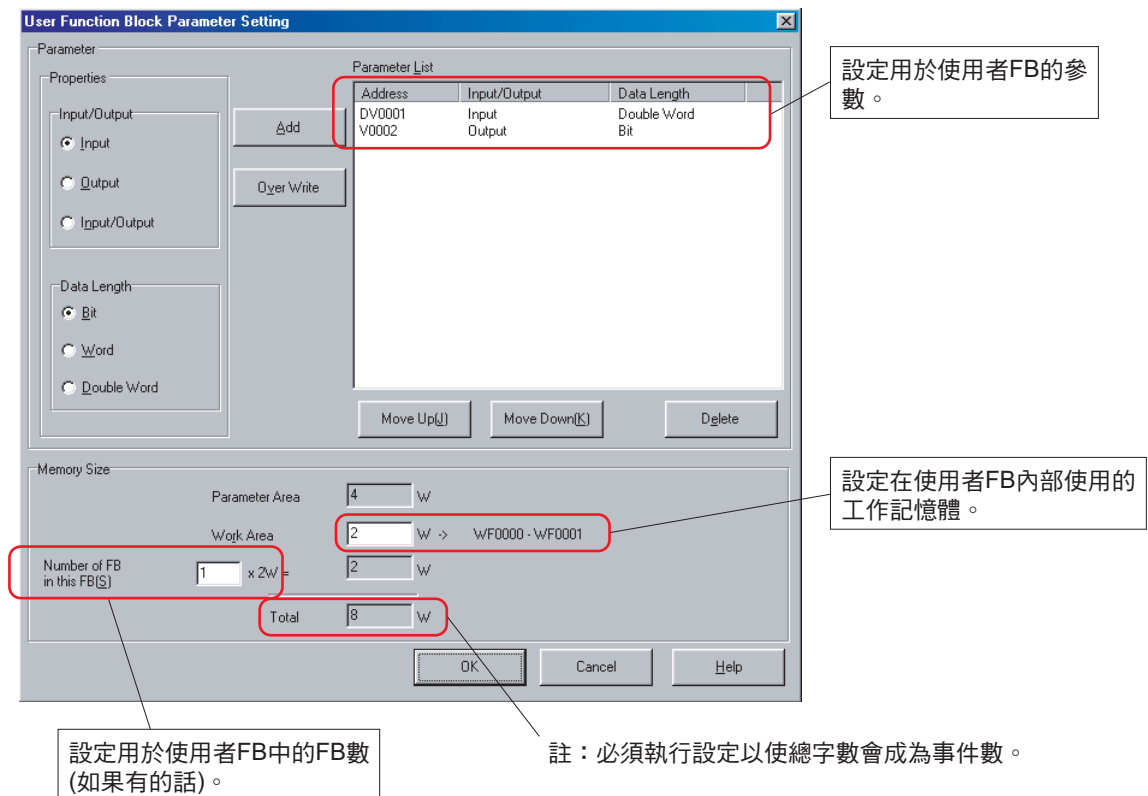 User Function Block Parameter Setting
Parameter
Properties
Input/Output
Input
Output
Input/Output
Data Length
Bit
Word
Double Word
Add
Over Write
Parameter List
Address Input/Output Data Length
DV0001 Input Double Word
V0002 Output Bit
Move Up(J) Move Down(K) Delete
設定用於使用者FB的參
數。
Memory Size
Parameter Area 4 W
Work Area 2 W -> WF0000 - WF0001
Number of FB
in this FB(S) 1 x 2W = 2 W
Total 8 W
OK Cancel Help
設定在使用者FB內部使用的
工作記憶體。
設定用於使用者FB中的FB數
(如果有的話)。
註：必須執行設定以使總字數會成為事件數。